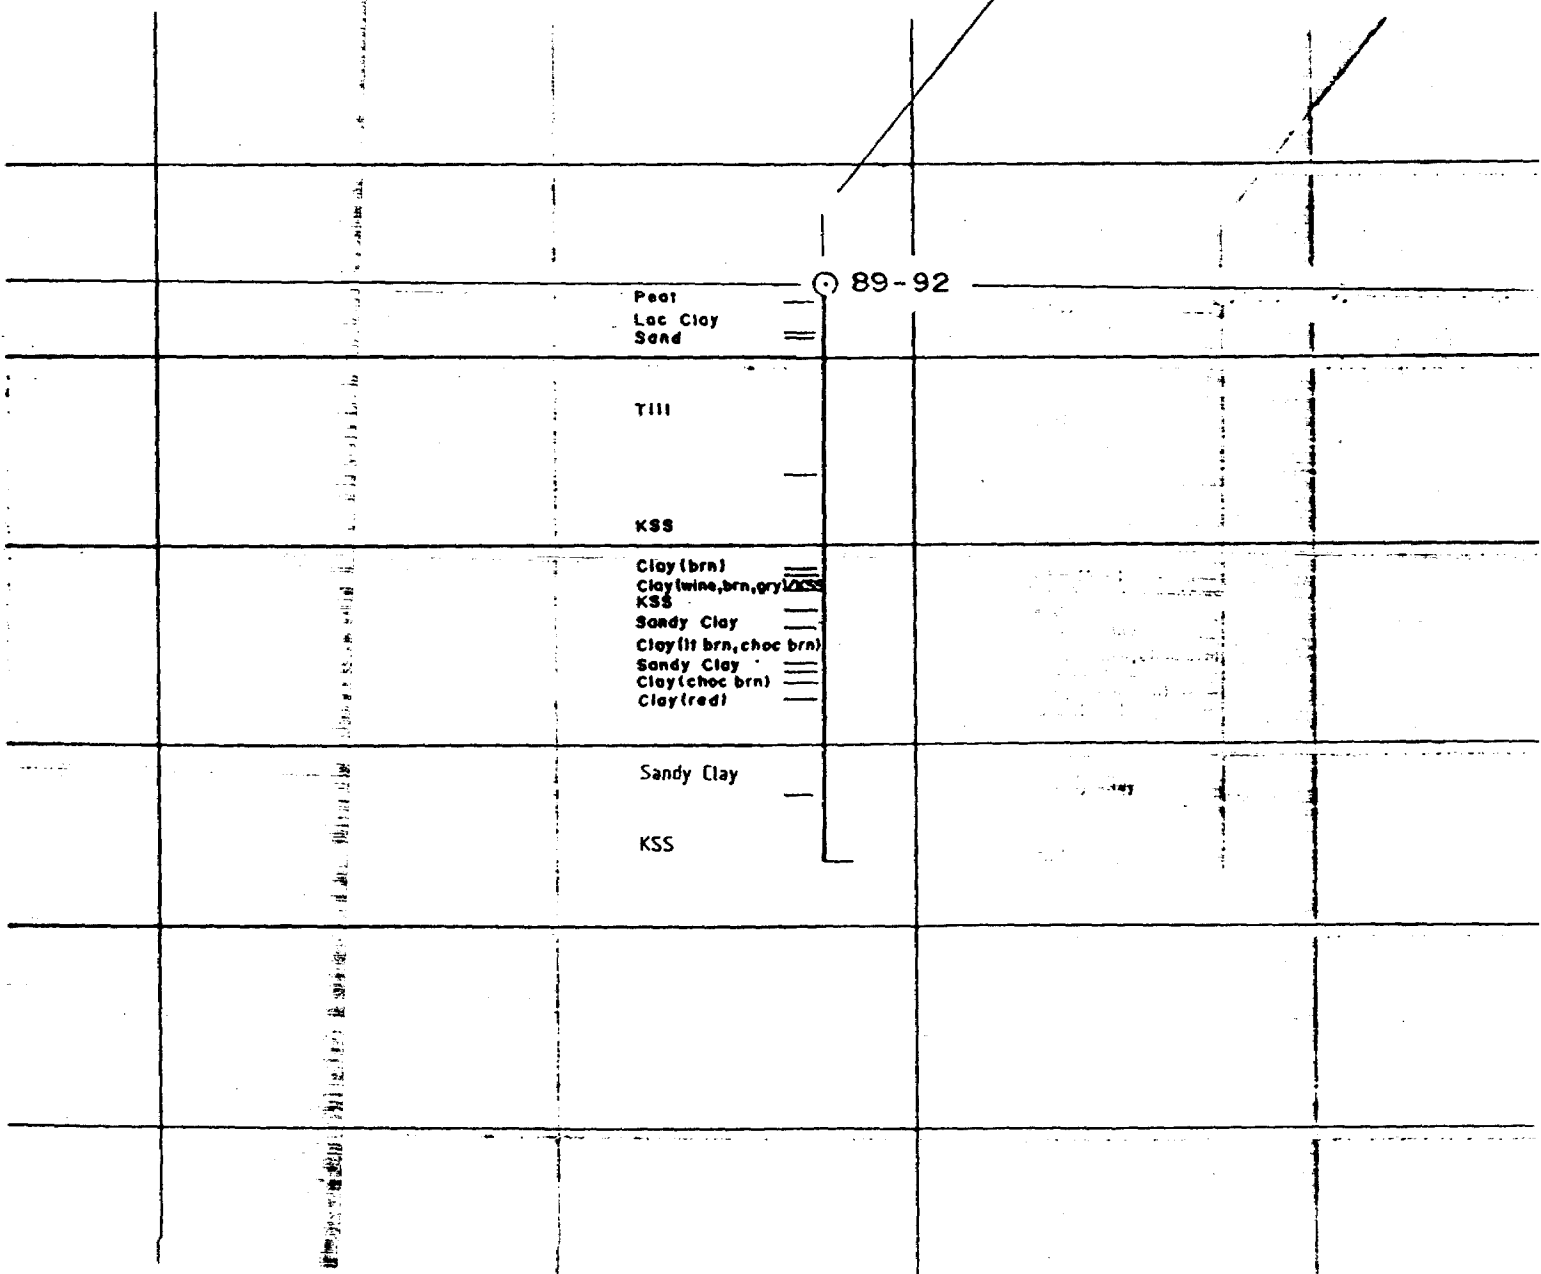 89-92
Peat
Lac Clay
Sand
Till
KSS
Clay (brn)
Clay (wine, brn, gry)/KSS
KSS
Sandy Clay
Clay (lt brn, choc brn)
Sandy Clay
Clay (choc brn)
Clay (red)
Sandy Clay
KSS